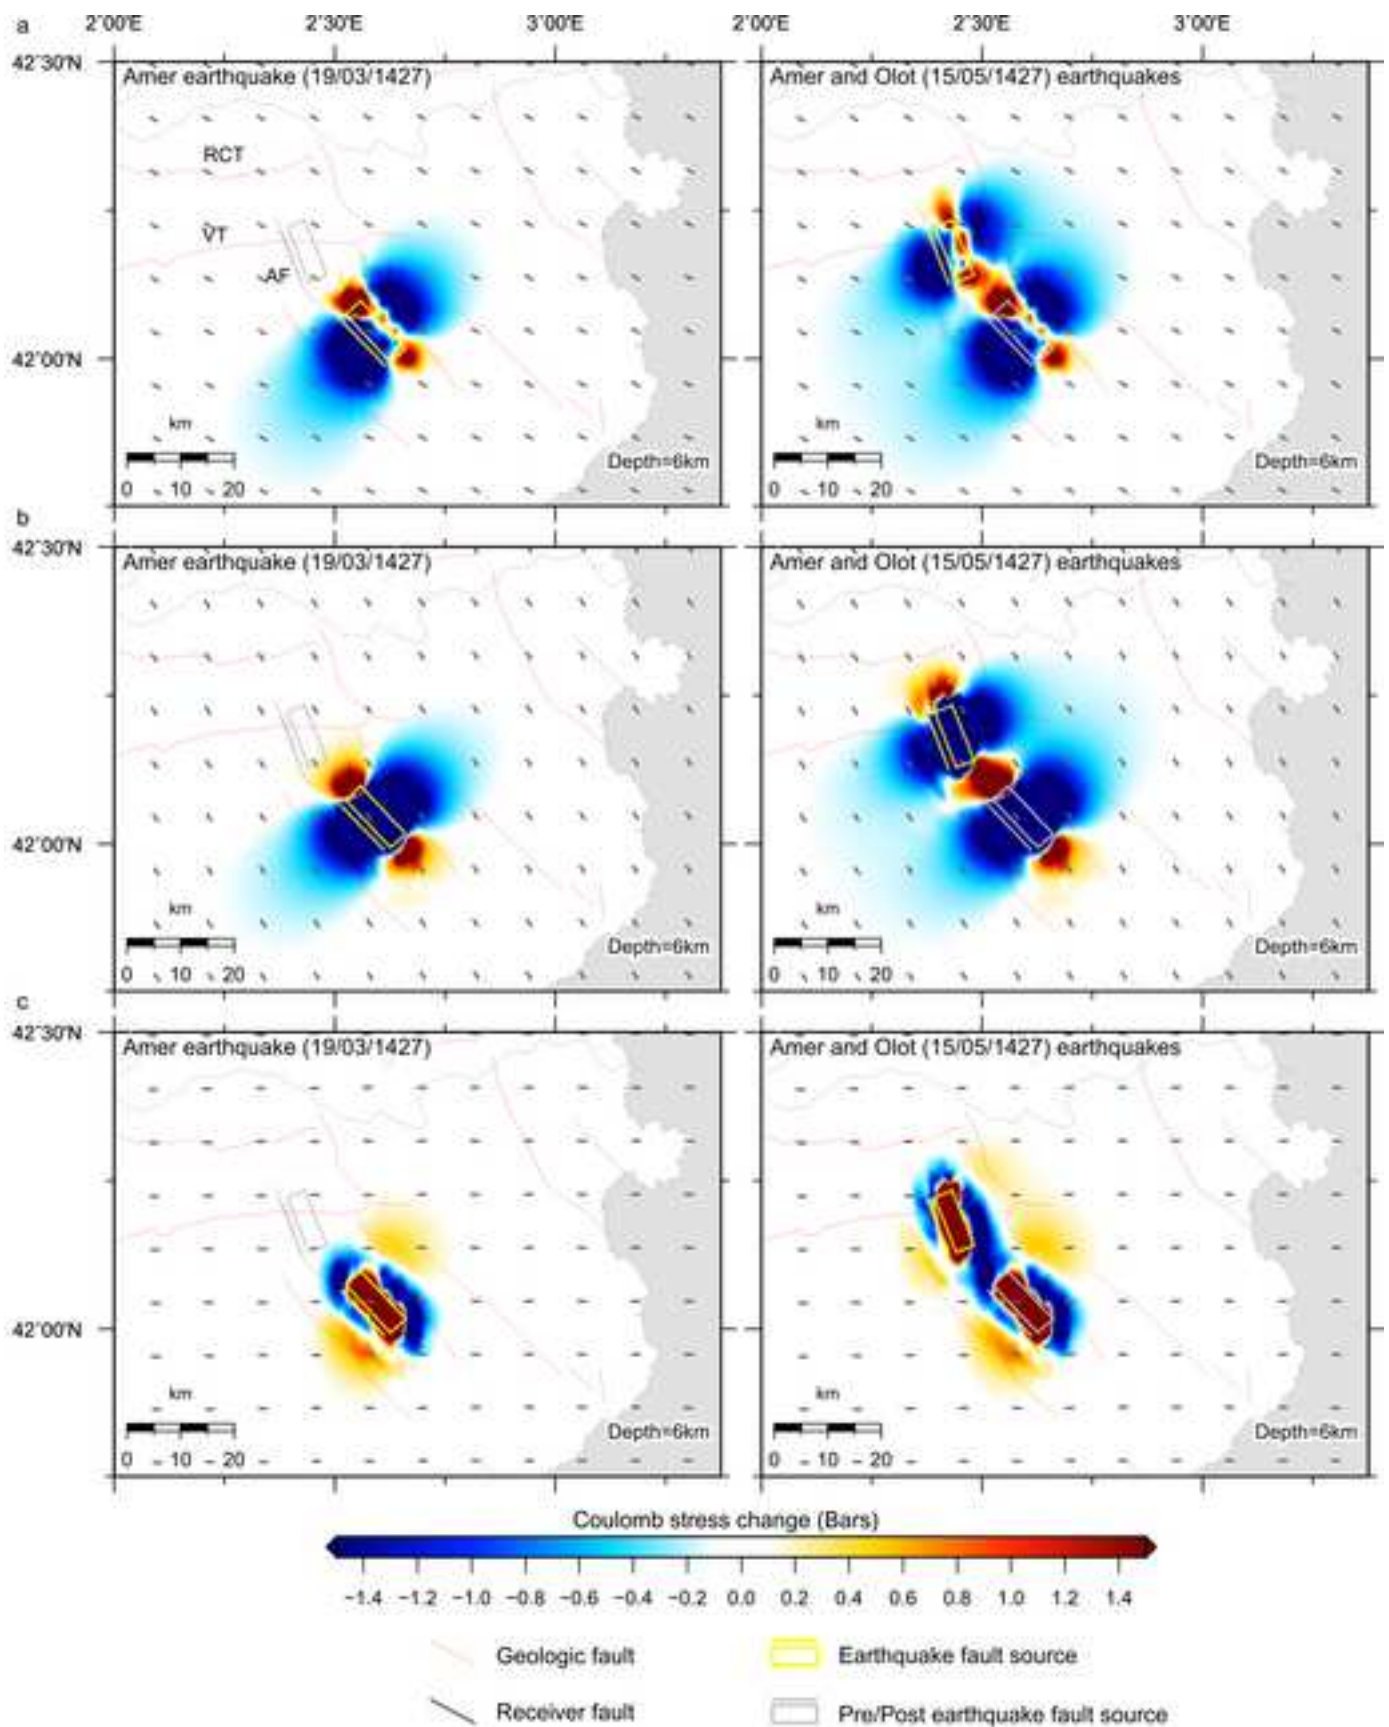 a
2°00'E 2°30'E 3°00'E 2°00'E 2°30'E 3°00'E
42°30'N
Amer earthquake (19/03/1427) Amer and Olot (15/05/1427) earthquakes
RCT
VT
AF
42°00'N
km km
Depth=6km Depth=6km
0 10 20 0 10 20
b
42°30'N
Amer earthquake (19/03/1427) Amer and Olot (15/05/1427) earthquakes
42°00'N
km km
Depth=6km Depth=6km
0 10 20 0 10 20
c
42°30'N
Amer earthquake (19/03/1427) Amer and Olot (15/05/1427) earthquakes
42°00'N
km km
Depth=6km Depth=6km
0 10 20 0 10 20
Coulomb stress change (Bars)
−1.4 −1.2 −1.0 −0.8 −0.6 −0.4 −0.2 0.0 0.2 0.4 0.6 0.8 1.0 1.2 1.4
Geologic fault Earthquake fault source
Receiver fault Pre/Post earthquake fault source